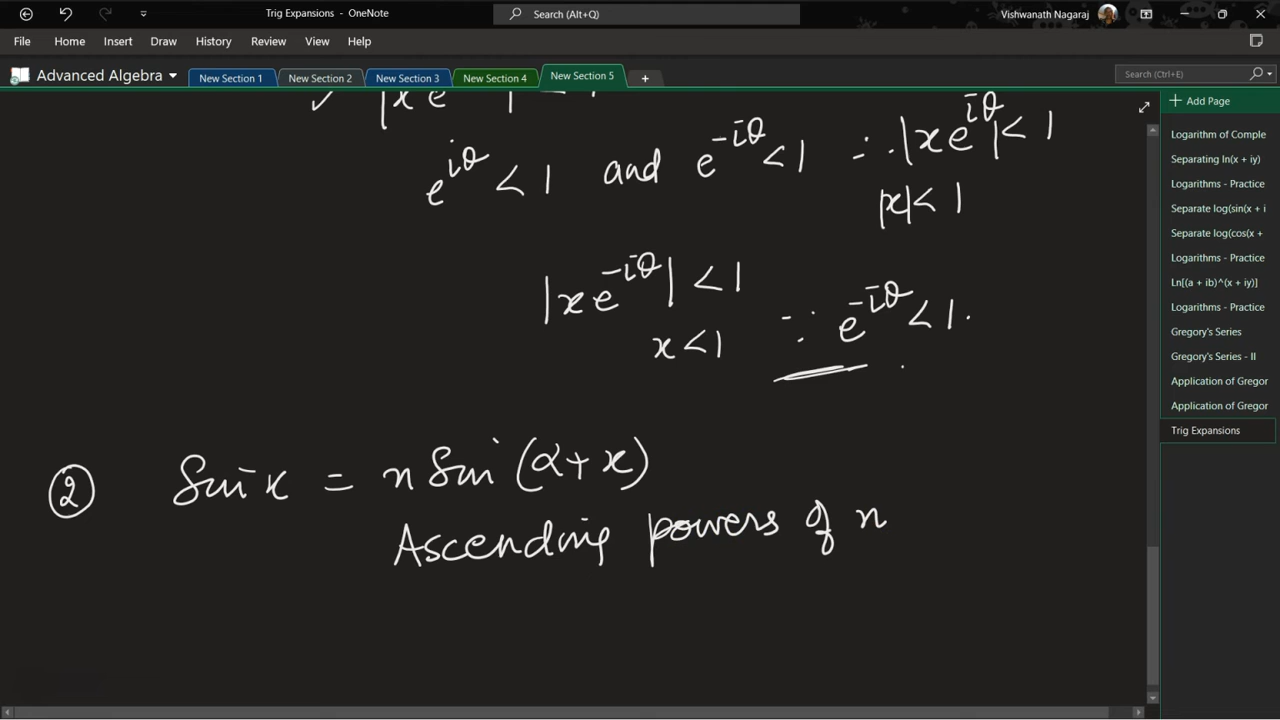 Trig Expansions - OneNote
Search (Alt+Q)
Vishwanath Nagaraj
File Home Insert Draw History Review View Help
Advanced Algebra
New Section 1 New Section 2 New Section 3 New Section 4 New Section 5 +
Search (Ctrl+E)
Add Page
Logarithm of Comple
Separating ln(x + iy)
Logarithms - Practice
Separate log(sin(x + i
Separate log(cos(x +
Logarithms - Practice
Ln[(a + ib)^(x + iy)]
Logarithms - Practice
Gregory's Series
Gregory's Series - II
Application of Gregor
Application of Gregor
Trig Expansions
e^{iθ} < 1 and e^{-iθ} < 1 ∴ |xe^{iθ}| < 1
|x| < 1
|xe^{-iθ}| < 1
x < 1 ∵ e^{-iθ} < 1.
② Sin x = n Sin (α + x)
Ascending powers of n